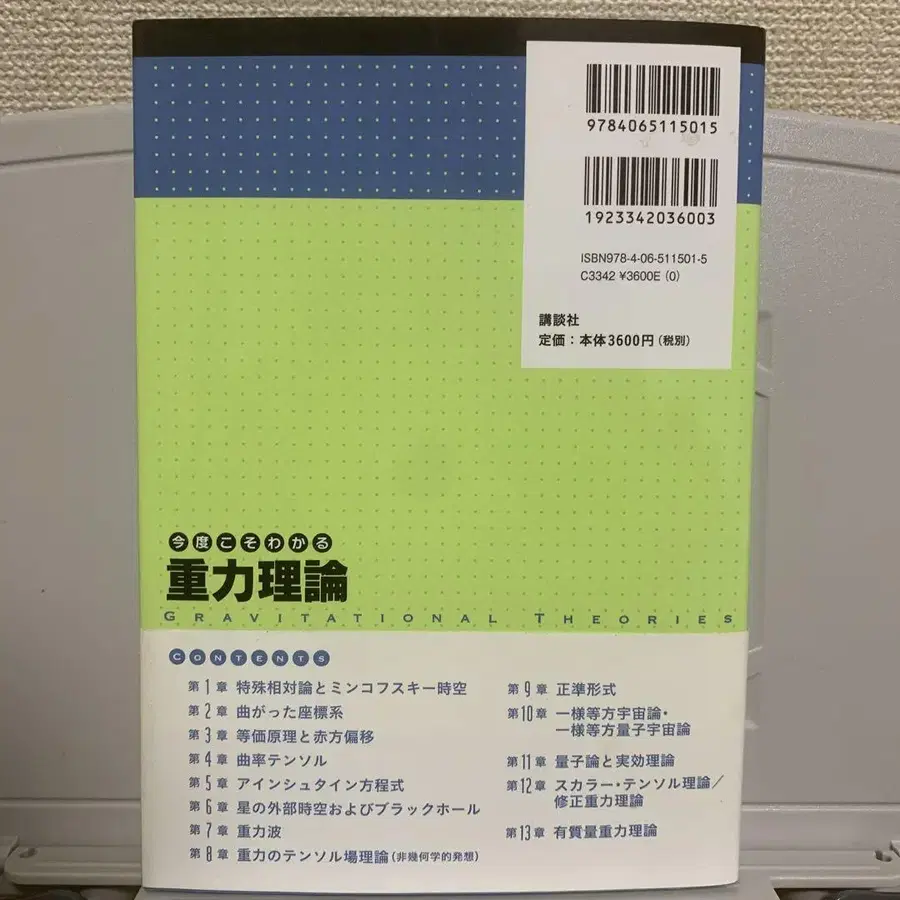 9784065115015
1923342036003
ISBN978-4-06-511501-5
C3342 ¥3600E (0)
講談社
定価：本体3600円（税別）
今度こそわかる
重力理論
GRAVITATIONAL THEORIES
CONTENTS
第1章 特殊相対論とミンコフスキー時空
第2章 曲がった座標系
第3章 等価原理と赤方偏移
第4章 曲率テンソル
第5章 アインシュタイン方程式
第6章 星の外部時空およびブラックホール
第7章 重力波
第8章 重力のテンソル場理論（非幾何学的発想）
第9章 正準形式
第10章 一様等方宇宙論・
一様等方量子宇宙論
第11章 量子論と実効理論
第12章 スカラー・テンソル理論／
修正重力理論
第13章 有質量重力理論